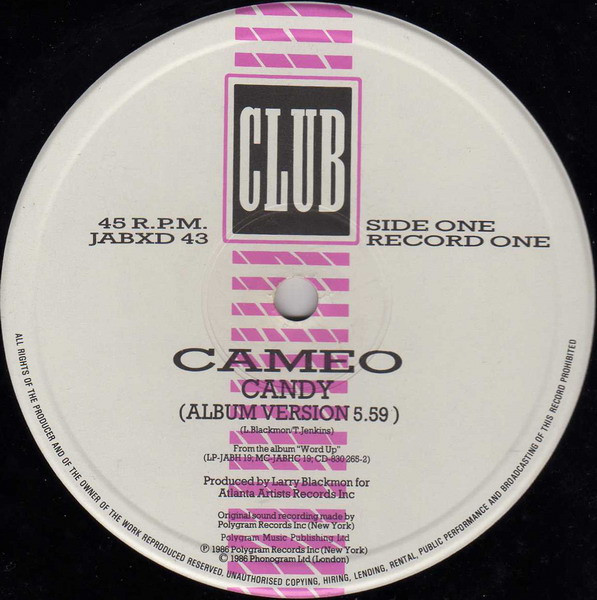 CLUB
45 R.P.M.
JABXD 43
SIDE ONE
RECORD ONE
CAMEO
CANDY
(ALBUM VERSION 5.59)
(L.Blackmon/T.Jenkins)
From the album "Word Up"
(LP-JABH 19; MC-JABHC 19; CD-830 265-2)
Produced by Larry Blackmon for
Atlanta Artists Records Inc
Original sound recording made by
Polygram Records Inc (New York)
Polygram Music Publishing Ltd
℗ 1986 Polygram Records Inc (New York)
© 1986 Phonogram Ltd (London)
ALL RIGHTS OF THE PRODUCER AND OF THE OWNER OF THE WORK REPRODUCED RESERVED. UNAUTHORISED COPYING, HIRING, LENDING, RENTAL, PUBLIC PERFORMANCE AND BROADCASTING OF THIS RECORD PROHIBITED